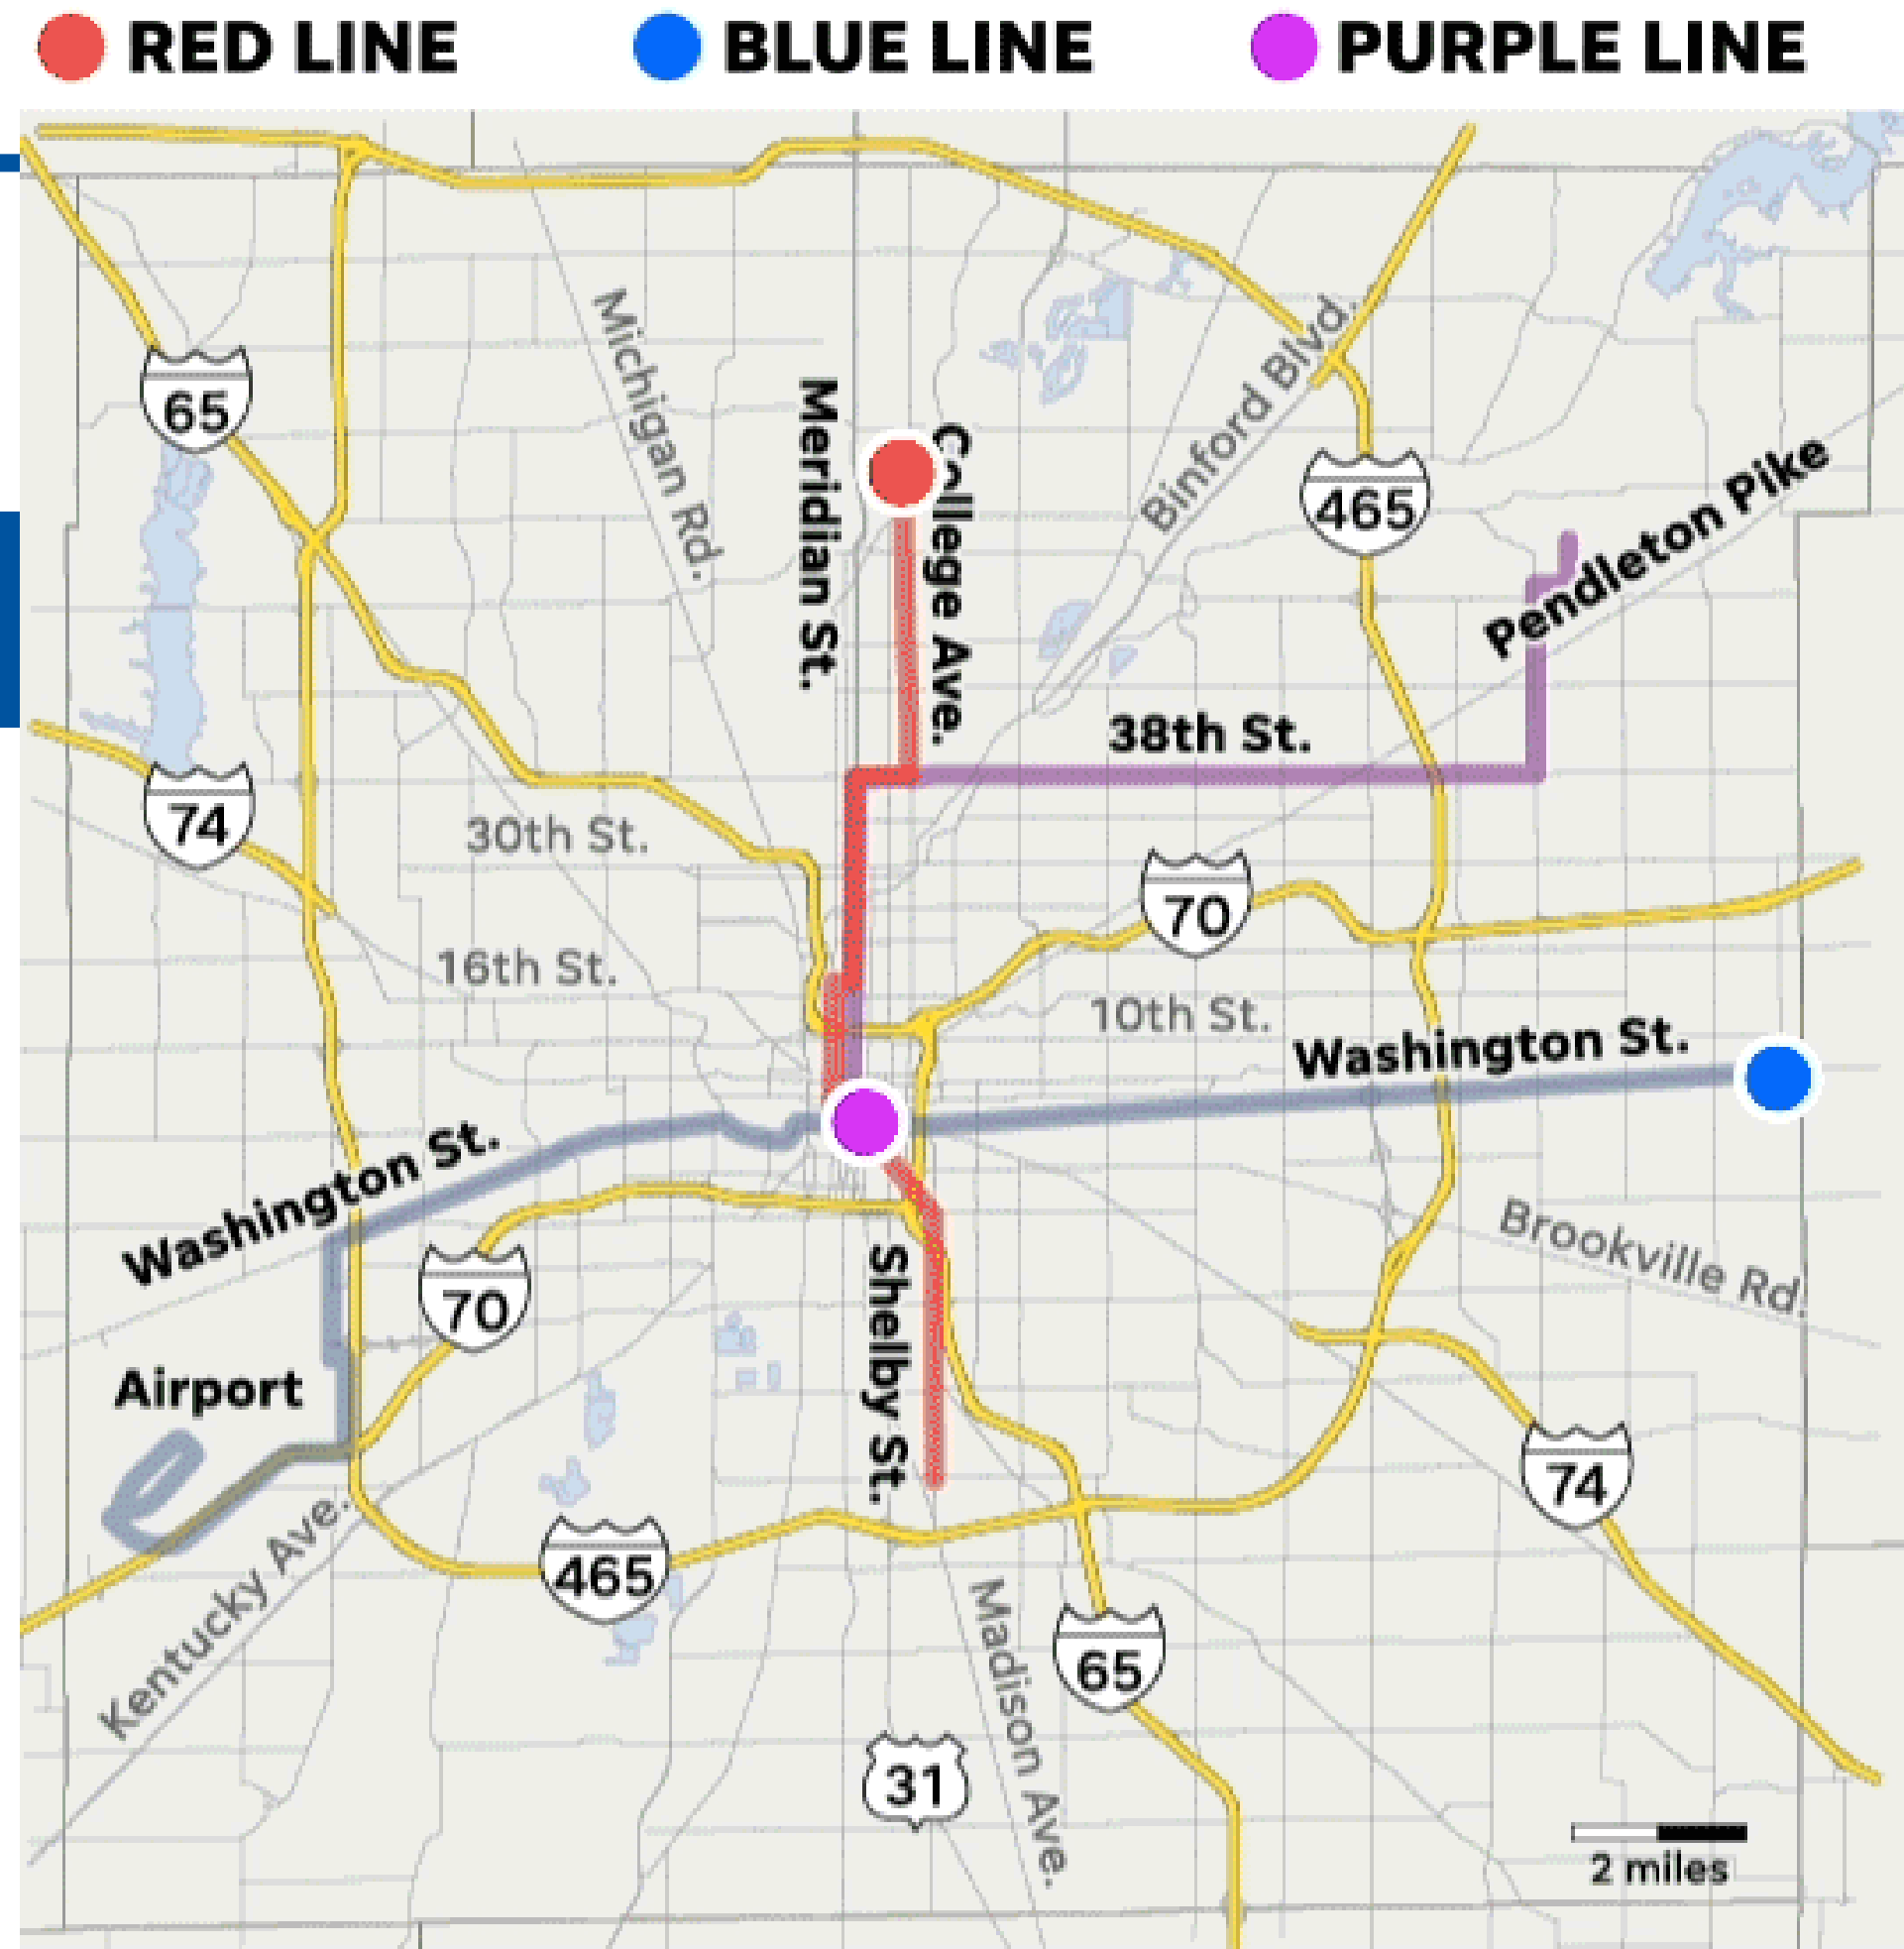 RED LINE
BLUE LINE
PURPLE LINE
65
Michigan Rd.
Meridian St.
College Ave.
Binford Blvd.
465
Pendleton Pike
38th St.
74
30th St.
70
16th St.
10th St.
Washington St.
Washington St.
70
Brookville Rd.
Shelby St.
Airport
74
Kentucky Ave.
465
Madison Ave.
65
31
2 miles